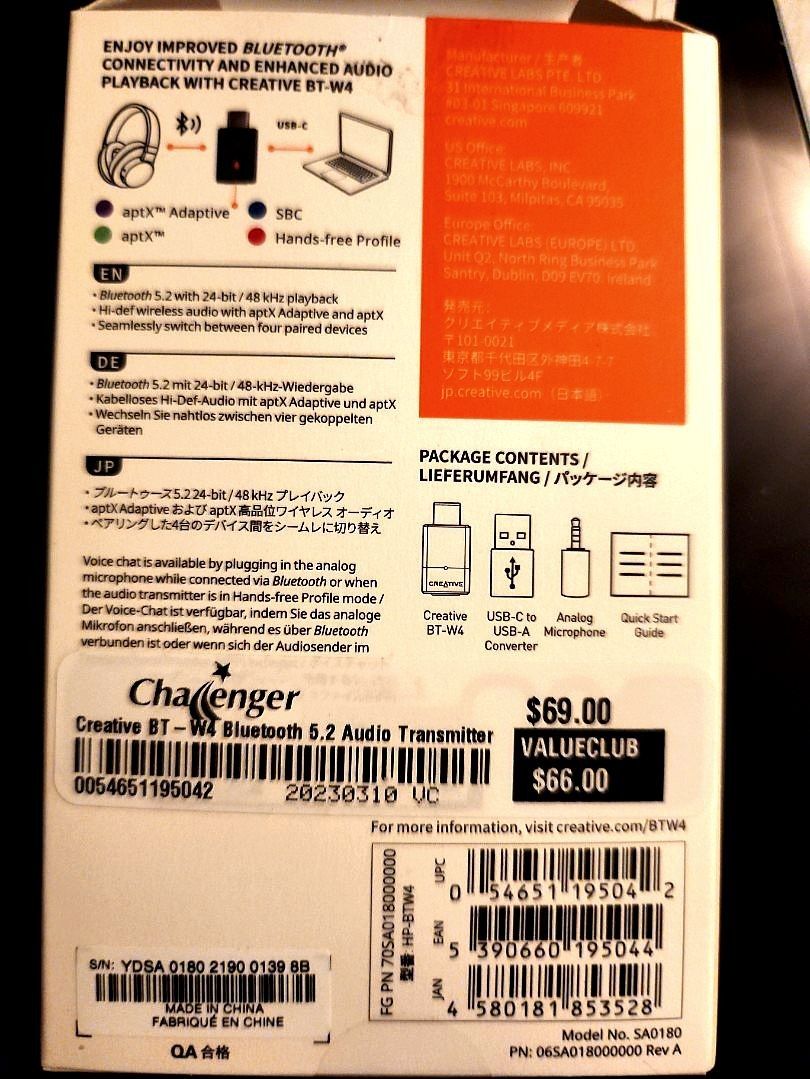 ENJOY IMPROVED BLUETOOTH®
CONNECTIVITY AND ENHANCED AUDIO
PLAYBACK WITH CREATIVE BT-W4
USB-C
aptX™ Adaptive
SBC
aptX™
Hands-free Profile
EN
• Bluetooth 5.2 with 24-bit / 48 kHz playback
• Hi-def wireless audio with aptX Adaptive and aptX
• Seamlessly switch between four paired devices
DE
• Bluetooth 5.2 mit 24-bit / 48-kHz-Wiedergabe
• Kabelloses Hi-Def-Audio mit aptX Adaptive und aptX
• Wechseln Sie nahtlos zwischen vier gekoppelten
Geräten
JP
• ブルートゥース 5.2 24-bit / 48 kHz プレイバック
• aptX Adaptive および aptX 高品位ワイヤレス オーディオ
• ペアリングした4台のデバイス間をシームレに切り替え
Voice chat is available by plugging in the analog
microphone while connected via Bluetooth or when
the audio transmitter is in Hands-free Profile mode /
Der Voice-Chat ist verfügbar, indem Sie das analoge
Mikrofon anschließen, während es über Bluetooth
verbunden ist oder wenn sich der Audiosender im
Manufacturer / 生産者
CREATIVE LABS PTE. LTD.
31 International Business Park
#03-01 Singapore 609921
creative.com
US Office:
CREATIVE LABS, INC.
1900 McCarthy Boulevard,
Suite 103, Milpitas, CA 95035
Europe Office:
CREATIVE LABS (EUROPE) LTD.
Unit Q2, North Ring Business Park
Santry, Dublin, D09 EV70. Ireland
発売元:
クリエイティブメディア株式会社
〒101-0021
東京都千代田区外神田4-7-7
ソフト99ビル4F
jp.creative.com（日本語）
PACKAGE CONTENTS /
LIEFERUMFANG / パッケージ内容
CREATIVE
Creative
BT-W4
USB-C to
USB-A
Converter
Analog
Microphone
Quick Start
Guide
Challenger
Creative BT-W4 Bluetooth 5.2 Audio Transmitter
0054651195042
20230310 VC
$69.00
VALUECLUB
$66.00
For more information, visit creative.com/BTW4
FG PN 70SA018000000
型番: HP-BTW4
UPC
0 54651 19504 2
EAN
5 390660 195044
JAN
4 580181 853528
S/N: YDSA 0180 2190 0139 8B
MADE IN CHINA
FABRIQUÉ EN CHINE
QA 合格
Model No. SA0180
PN: 06SA018000000 Rev A